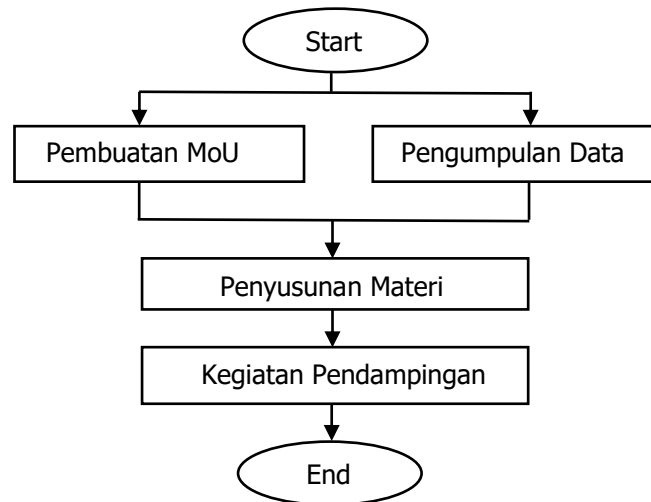 Start
Pembuatan MoU
Pengumpulan Data
Penyusunan Materi
Kegiatan Pendampingan
End